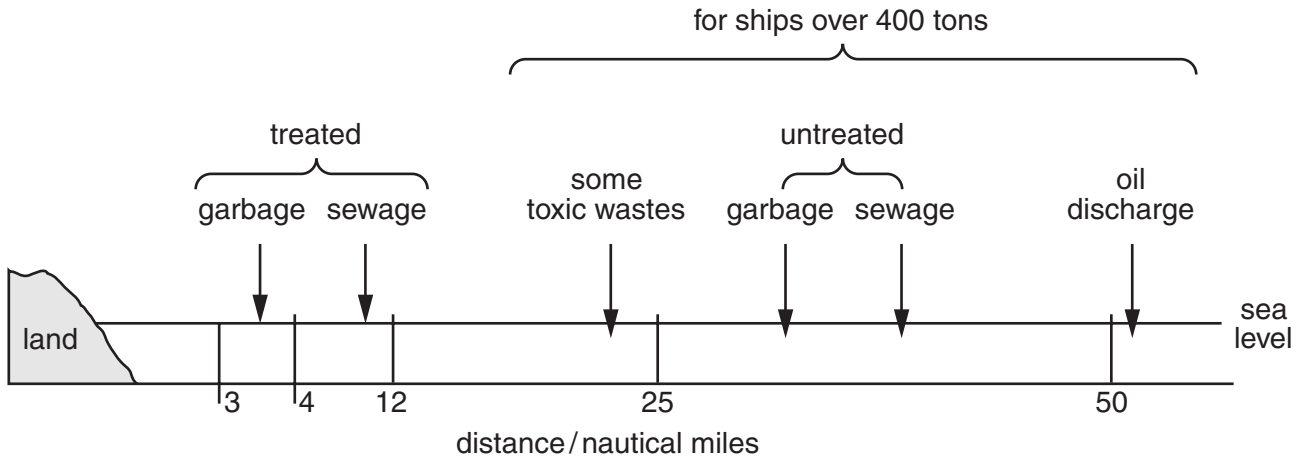 for ships over 400 tons
treated
untreated
garbage
sewage
some
toxic wastes
garbage
sewage
oil
discharge
land
sea
level
3
4
12
25
50
distance / nautical miles